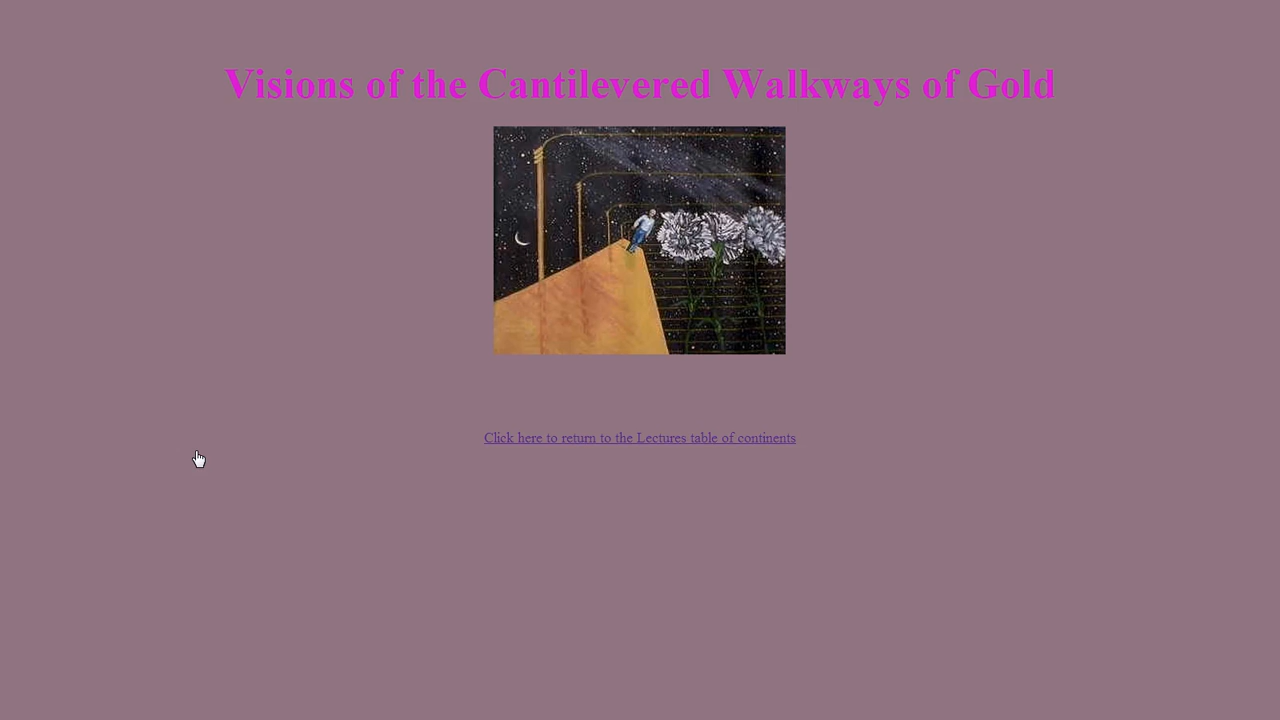 Visions of the Cantilevered Walkways of Gold
Click here to return to the Lectures table of continents